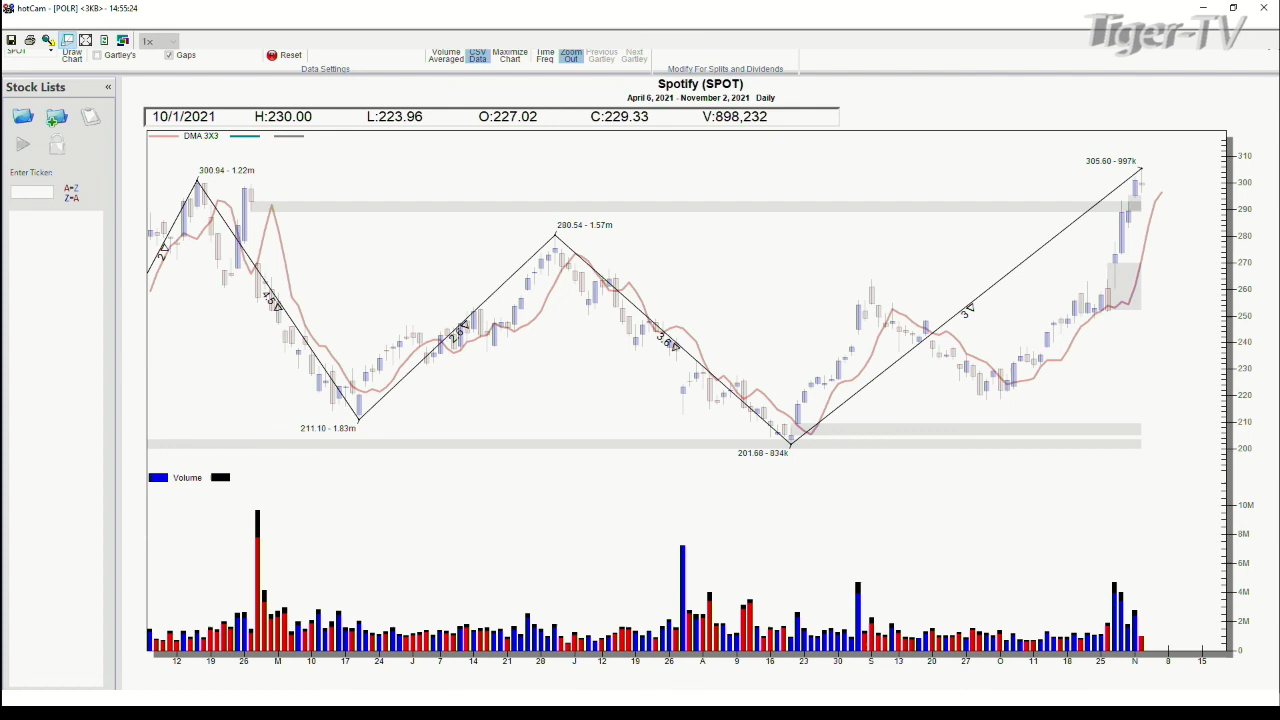 hotCam - [POLR] <3KB> - 14:55:24
Tiger-TV
SPOT
1x
Draw Chart
Gartley's
Gaps
Reset
Volume Averaged
CSV Data
Maximize Chart
Time Freq
Zoom Out
Previous Gartley
Next Gartley
Data Settings
Modify For Splits and Dividends
Stock Lists «
Enter Ticker:
A=Z
Z=A
Spotify (SPOT)
April 6, 2021 - November 2, 2021 Daily
10/1/2021 H:230.00 L:223.96 O:227.02 C:229.33 V:898,232
DMA 3X3
305.60 - 997k
300.94 - 1.22m
280.54 - 1.57m
211.10 - 1.83m
201.68 - 834k
310
300
290
280
270
260
250
240
230
220
210
200
Volume
10M
8M
6M
4M
2M
0
12 19 26 M 10 17 24 J 7 14 21 28 J 12 19 26 A 9 16 23 30 S 13 20 27 O 11 18 25 N 8 15